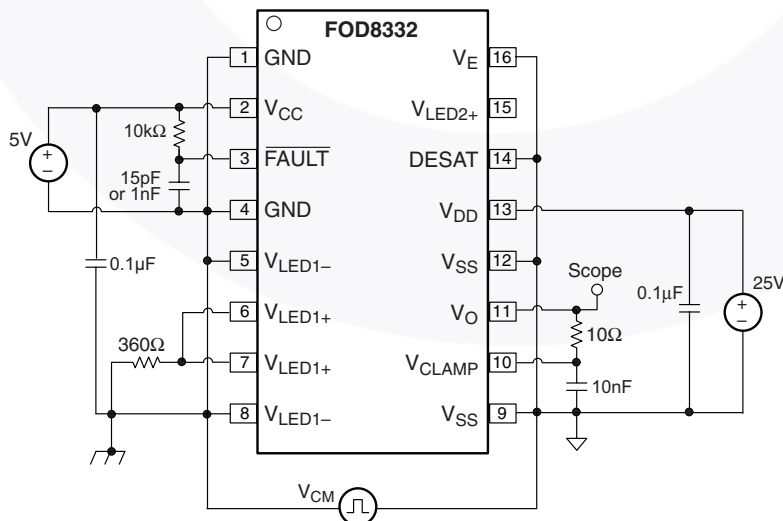 FOD8332
1 GND
VE 16
2 VCC
VLED2+ 15
10kΩ
5V
+
–
3 FAULT
DESAT 14
15pF
or 1nF
4 GND
VDD 13
5 VLED1–
VSS 12
0.1µF
Scope
0.1µF
25V
+
–
6 VLED1+
VO 11
10Ω
360Ω
7 VLED1+
VCLAMP 10
10nF
8 VLED1–
VSS 9
VCM